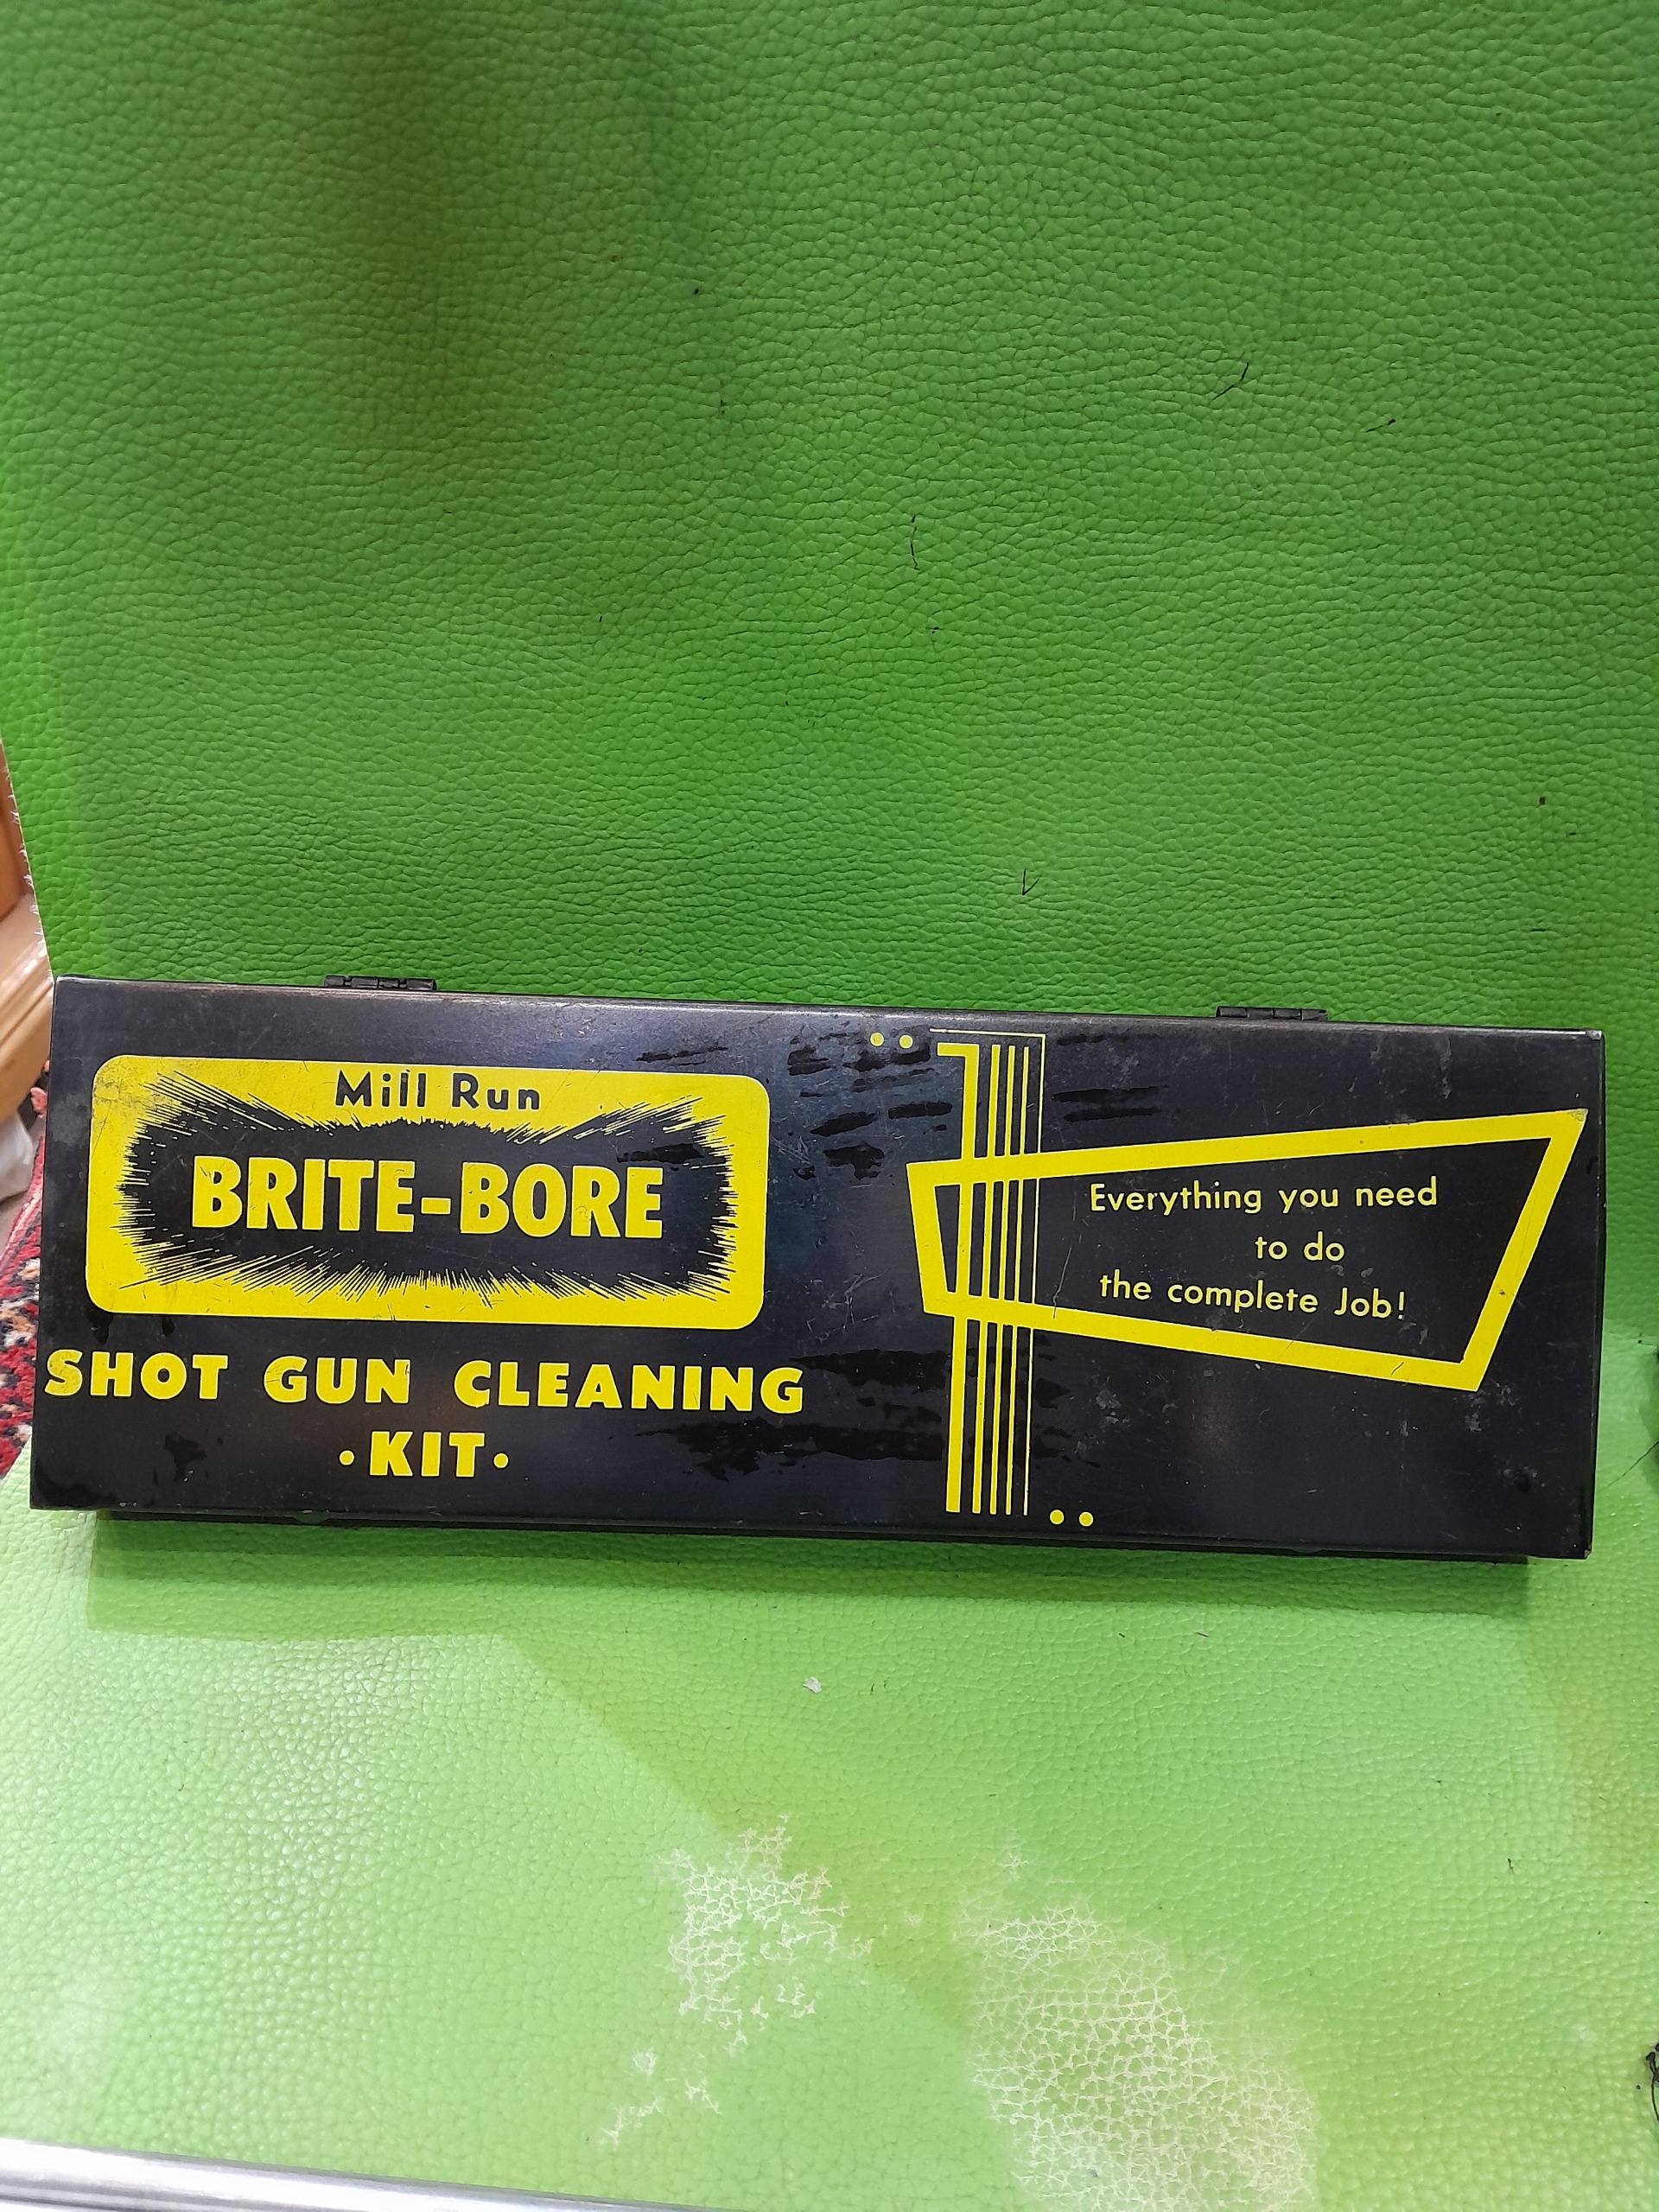 Mill Run
BRITE-BORE
SHOT GUN CLEANING
•KIT•
Everything you need
to do
the complete Job!